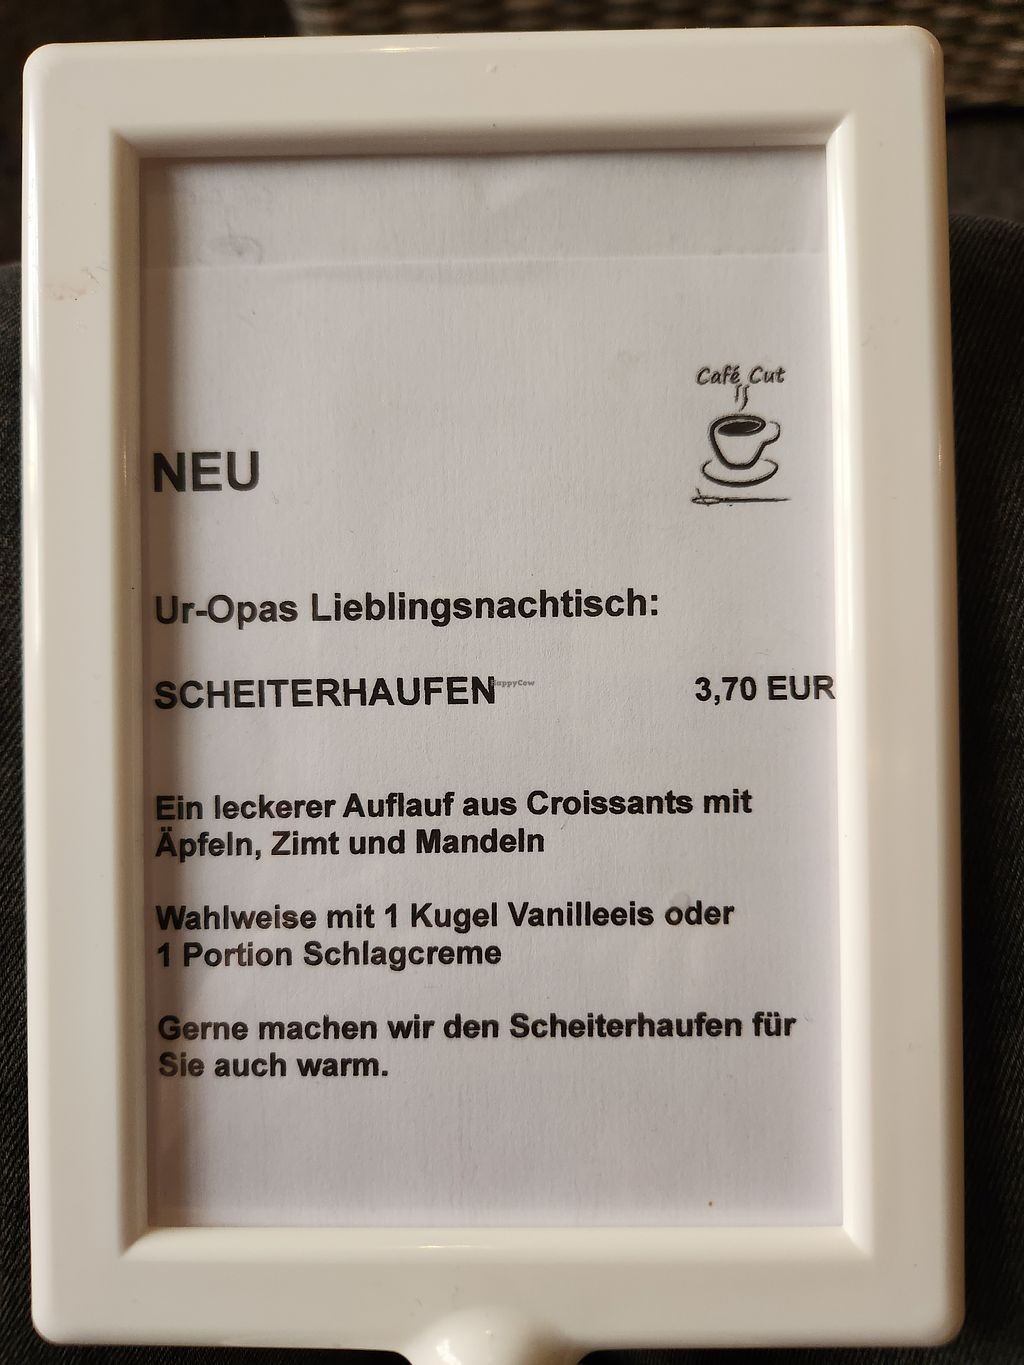 Café Cut
NEU
Ur-Opas Lieblingsnachtisch:
SCHEITERHAUFEN 3,70 EUR
HappyCow
Ein leckerer Auflauf aus Croissants mit
Äpfeln, Zimt und Mandeln
Wahlweise mit 1 Kugel Vanilleeis oder
1 Portion Schlagcreme
Gerne machen wir den Scheiterhaufen für
Sie auch warm.